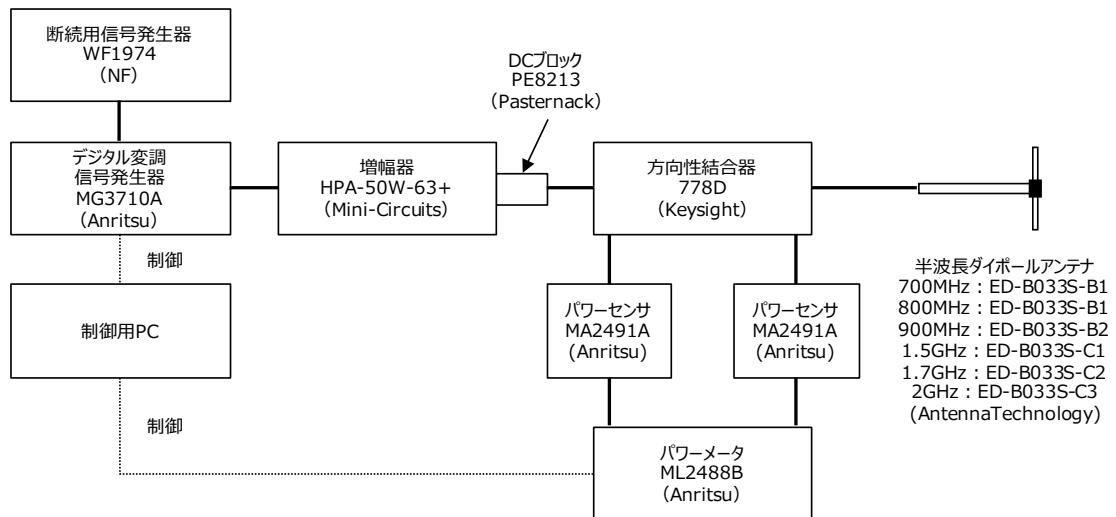 断続用信号発生器
WF1974
(NF)
DCブロック
PE8213
(Pasternack)
デジタル変調
信号発生器
MG3710A
(Anritsu)
増幅器
HPA-50W-63+
(Mini-Circuits)
方向性結合器
778D
(Keysight)
制御
半波長ダイポールアンテナ
700MHz：ED-B033S-B1
800MHz：ED-B033S-B1
900MHz：ED-B033S-B2
1.5GHz：ED-B033S-C1
1.7GHz：ED-B033S-C2
2GHz：ED-B033S-C3
(AntennaTechnology)
制御用PC
パワーセンサ
MA2491A
(Anritsu)
パワーセンサ
MA2491A
(Anritsu)
制御
パワーメータ
ML2488B
(Anritsu)